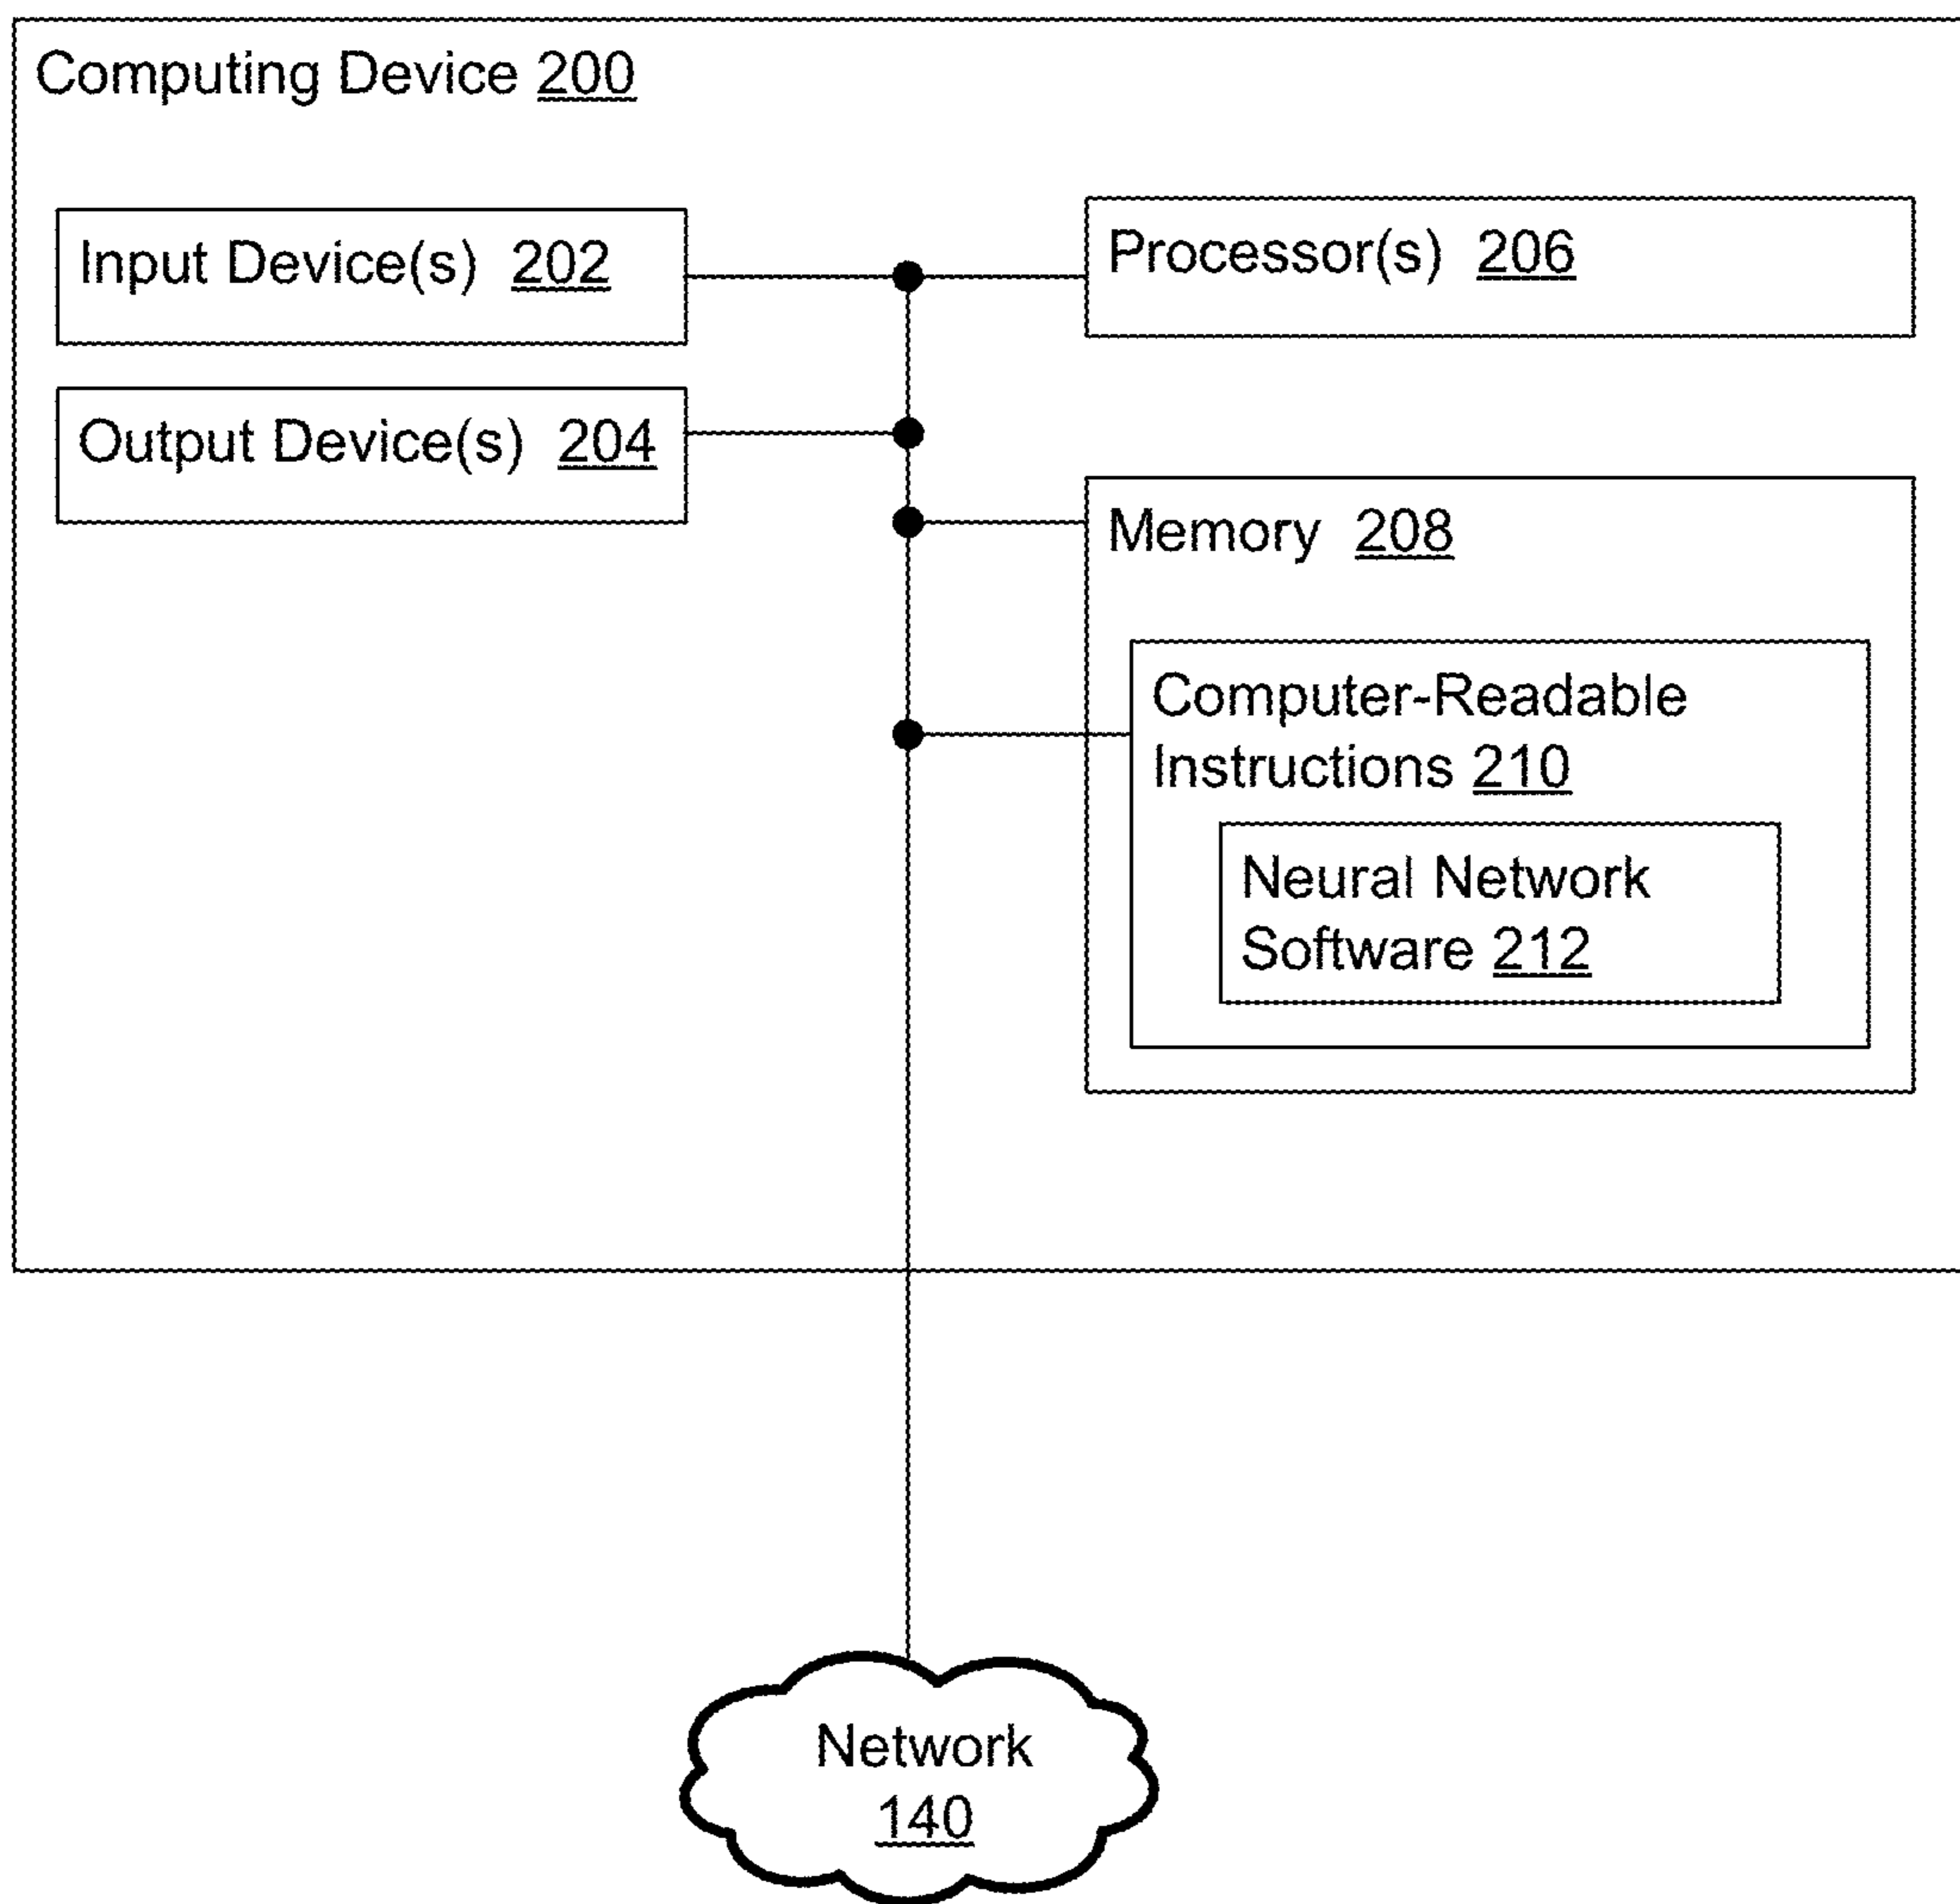 Computing Device 200
Input Device(s) 202
Processor(s) 206
Output Device(s) 204
Memory 208
Computer-Readable
Instructions 210
Neural Network
Software 212
Network
140